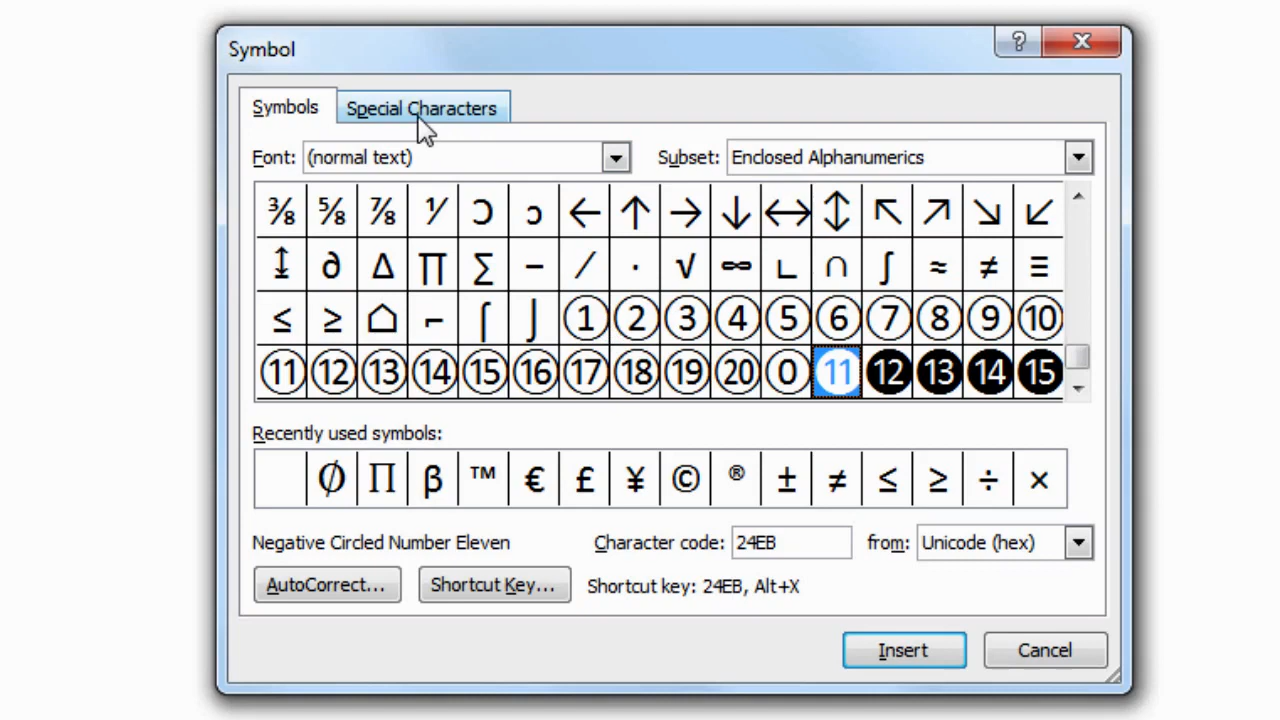 Symbol
Symbols Special Characters
Font: (normal text) Subset: Enclosed Alphanumerics
⅜ ⅝ ⅞ ⅟ Ↄ ↄ ← ↑ → ↓ ↔ ↕ ↖ ↗ ↘ ↙
↨ ∂ ∆ ∏ ∑ − ∕ ∙ √ ∞ ∟ ∩ ∫ ≈ ≠ ≡
≤ ≥ ⌂ ⌐ ⌠ ⌡ ① ② ③ ④ ⑤ ⑥ ⑦ ⑧ ⑨ ⑩
⑪ ⑫ ⑬ ⑭ ⑮ ⑯ ⑰ ⑱ ⑲ ⑳ ⓪ ⓫ ⓬ ⓭ ⓮ ⓯
Recently used symbols:
Ø Π β ™ € £ ¥ © ® ± ≠ ≤ ≥ ÷ ×
Negative Circled Number Eleven Character code: 24EB from: Unicode (hex)
AutoCorrect... Shortcut Key... Shortcut key: 24EB, Alt+X
Insert Cancel